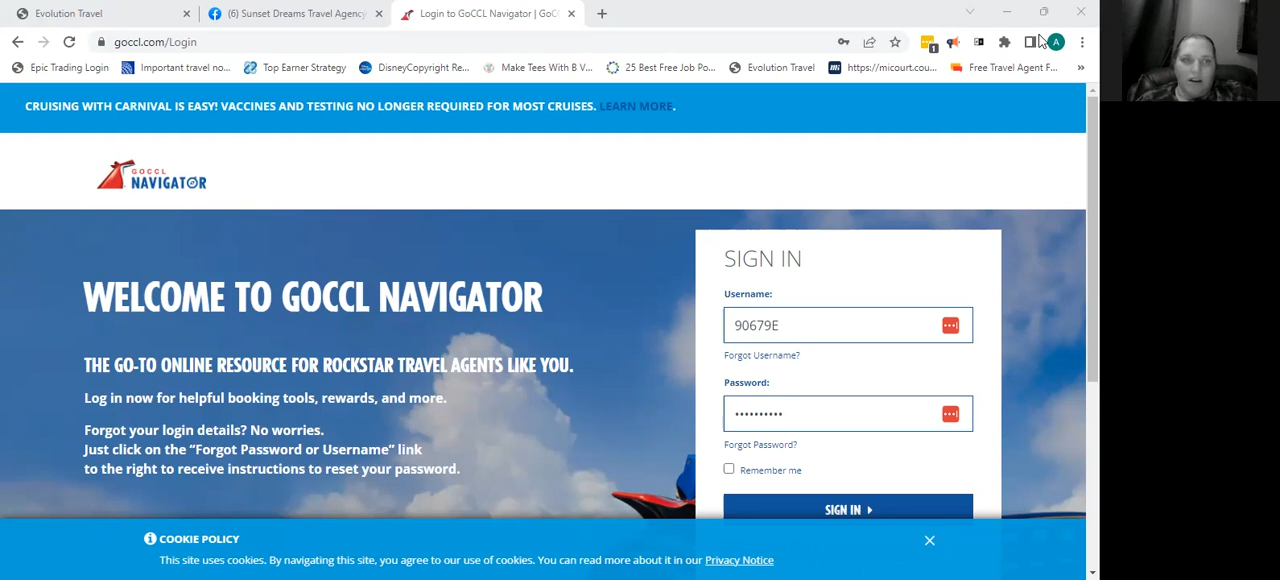 Evolution Travel
(6) Sunset Dreams Travel Agency
Login to GoCCL Navigator | GoC
goccl.com/Login
1
A
Epic Trading Login
Important travel no...
Top Earner Strategy
DisneyCopyright Re...
Make Tees With B V...
25 Best Free Job Po...
Evolution Travel
https://micourt.cou...
Free Travel Agent F...
»
CRUISING WITH CARNIVAL IS EASY! VACCINES AND TESTING NO LONGER REQUIRED FOR MOST CRUISES. LEARN MORE.
GOCCL
NAVIGATOR
WELCOME TO GOCCL NAVIGATOR
THE GO-TO ONLINE RESOURCE FOR ROCKSTAR TRAVEL AGENTS LIKE YOU.
Log in now for helpful booking tools, rewards, and more.
Forgot your login details? No worries.
Just click on the “Forgot Password or Username” link
to the right to receive instructions to reset your password.
SIGN IN
Username:
90679E
Forgot Username?
Password:
••••••••••
Forgot Password?
Remember me
SIGN IN
COOKIE POLICY
This site uses cookies. By navigating this site, you agree to our use of cookies. You can read more about it in our Privacy Notice